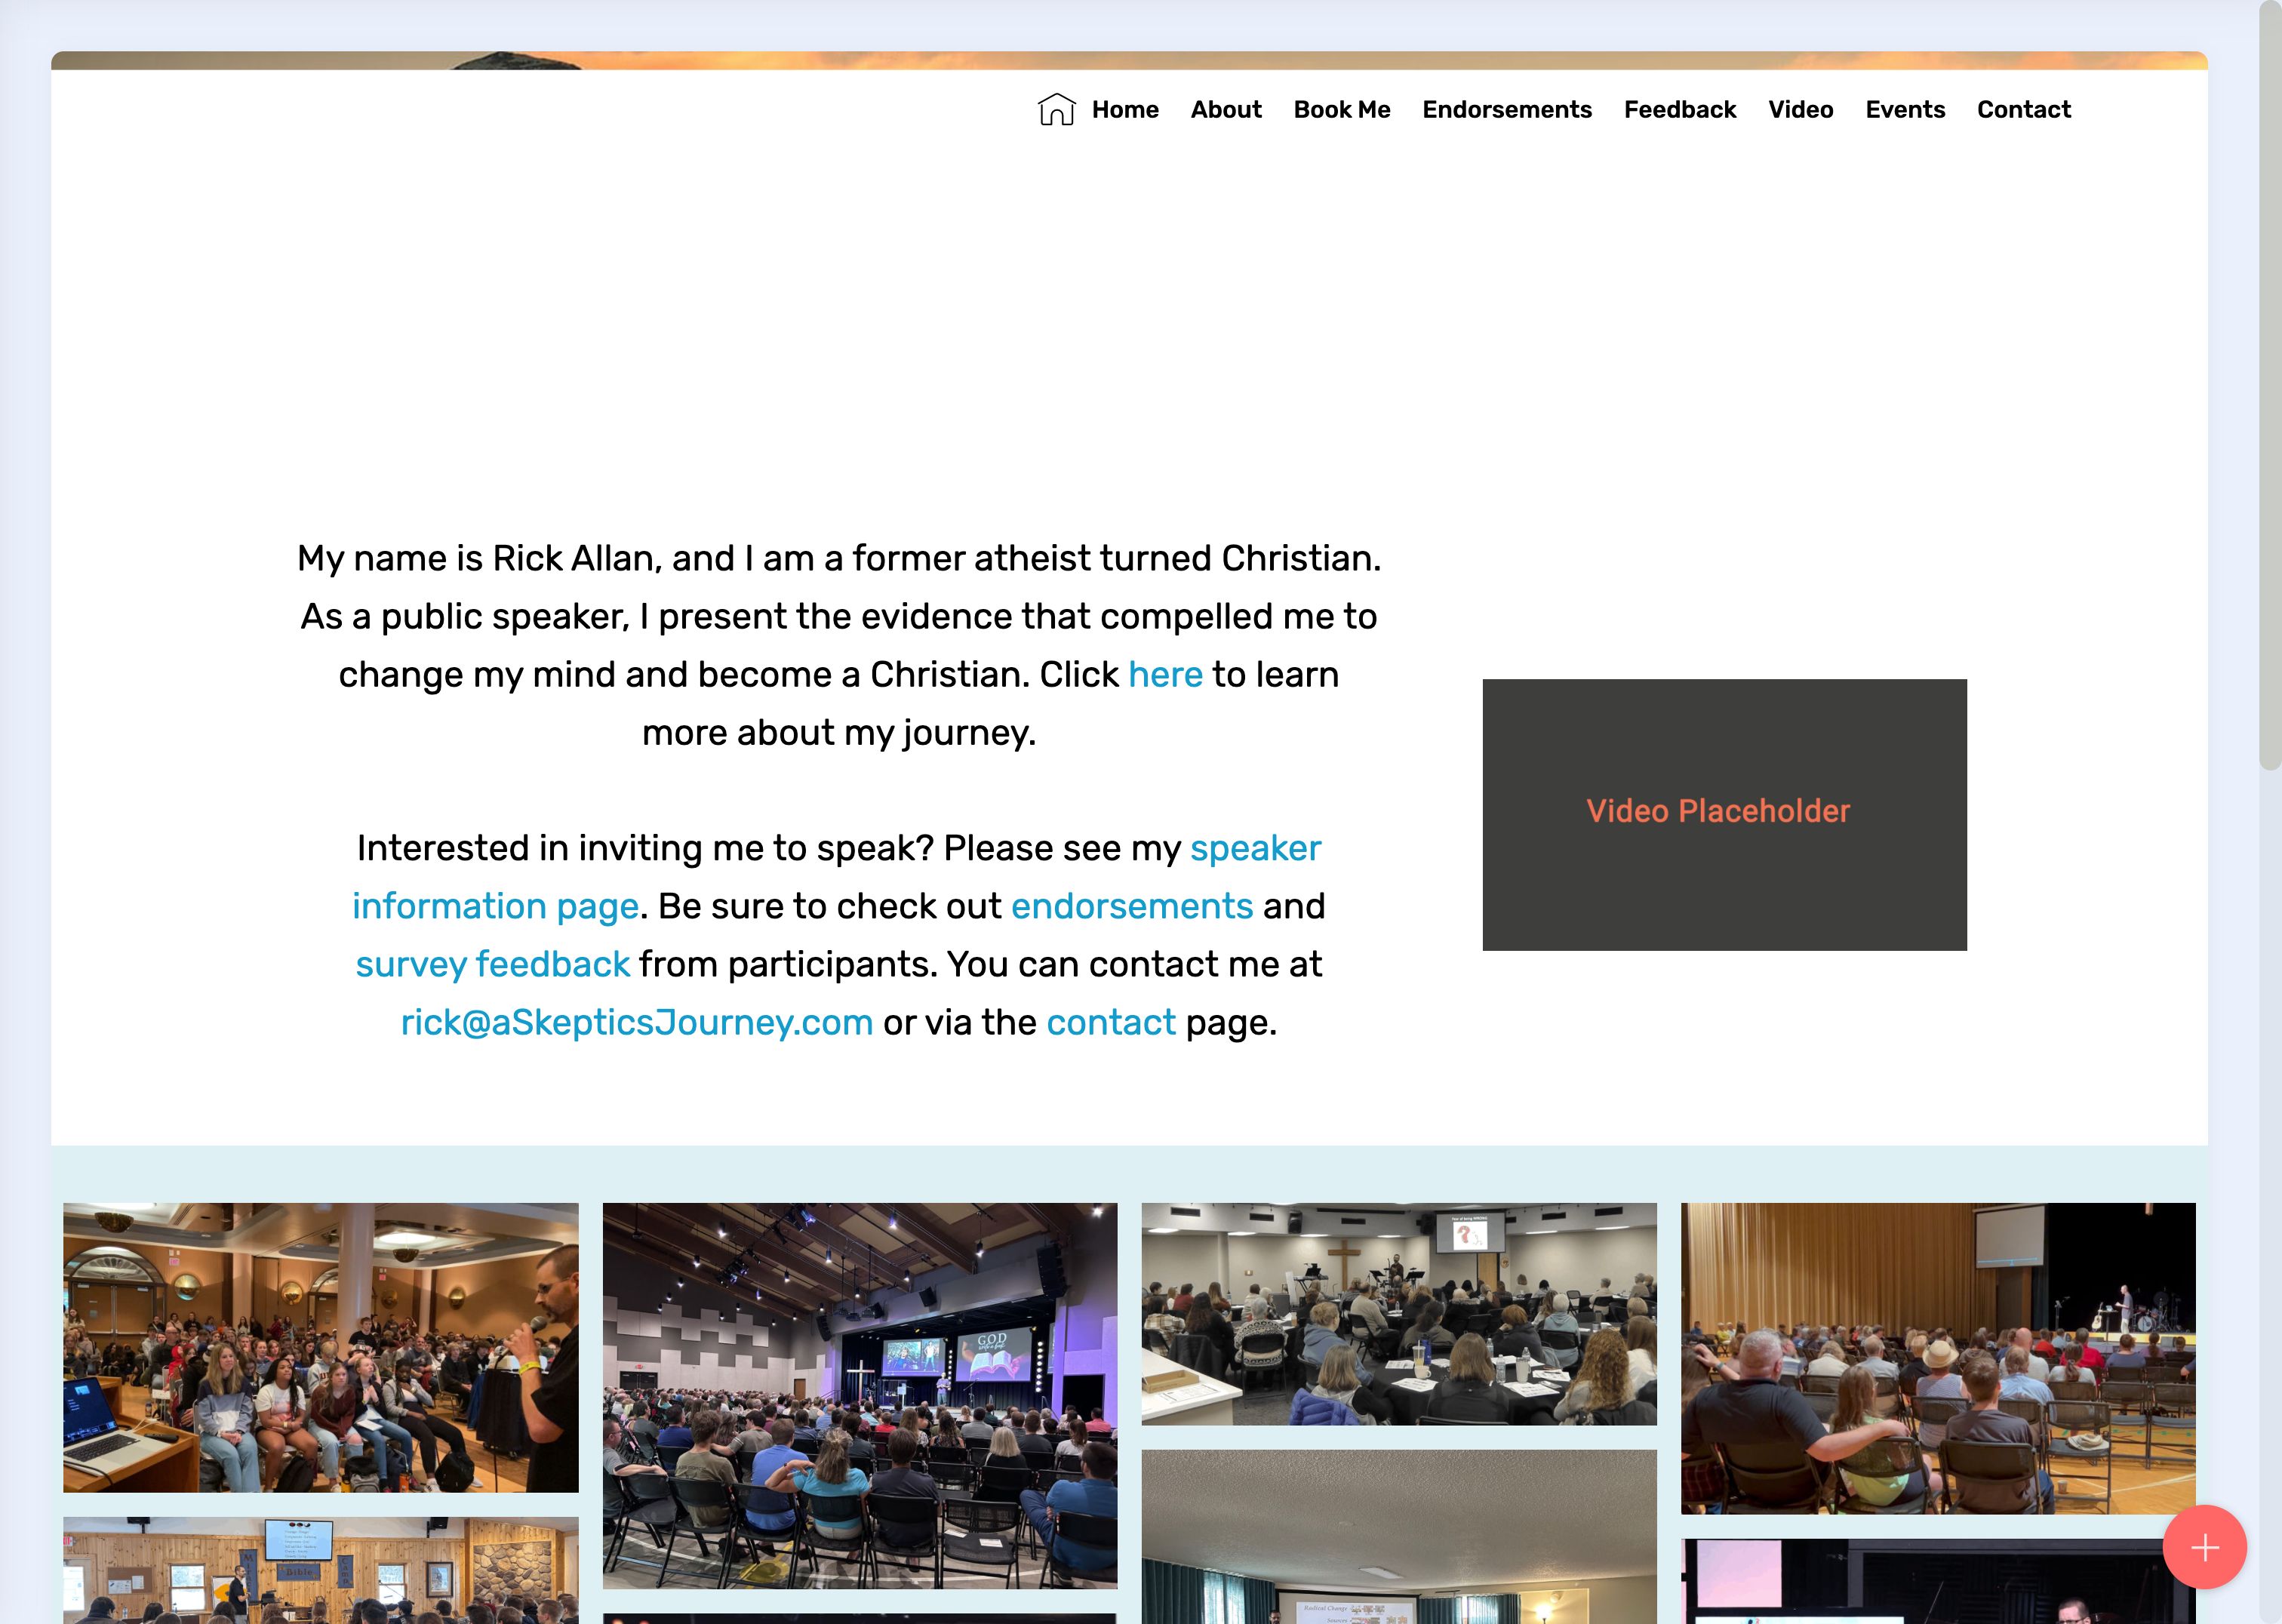 Home About Book Me Endorsements Feedback Video Events Contact
My name is Rick Allan, and I am a former atheist turned Christian.
As a public speaker, I present the evidence that compelled me to
change my mind and become a Christian. Click here to learn
more about my journey.
Interested in inviting me to speak? Please see my speaker
information page. Be sure to check out endorsements and
survey feedback from participants. You can contact me at
rick@aSkepticsJourney.com or via the contact page.
Video Placeholder
GOD
Bible
Radical Change